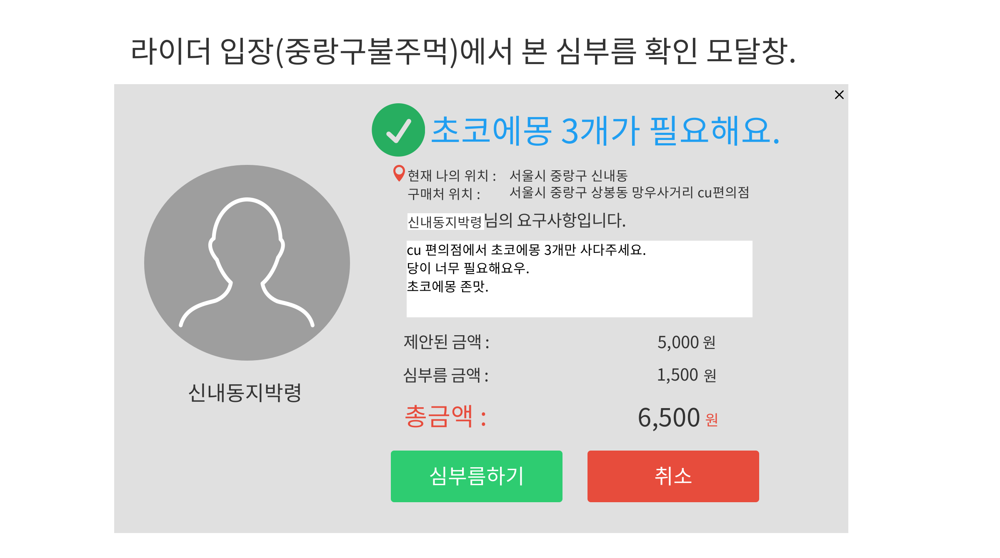 라이더 입장(중랑구불주먹)에서 본 심부름 확인 모달창.
초코에몽 3개가 필요해요.
현재 나의 위치 : 서울시 중랑구 신내동
구매처 위치 : 서울시 중랑구 상봉동 망우사거리 cu편의점
신내동지박령님의 요구사항입니다.
cu 편의점에서 초코에몽 3개만 사다주세요.
당이 너무 필요해요우.
초코에몽 존맛.
신내동지박령
제안된 금액 : 5,000 원
심부름 금액 : 1,500 원
총금액 : 6,500 원
심부름하기 취소